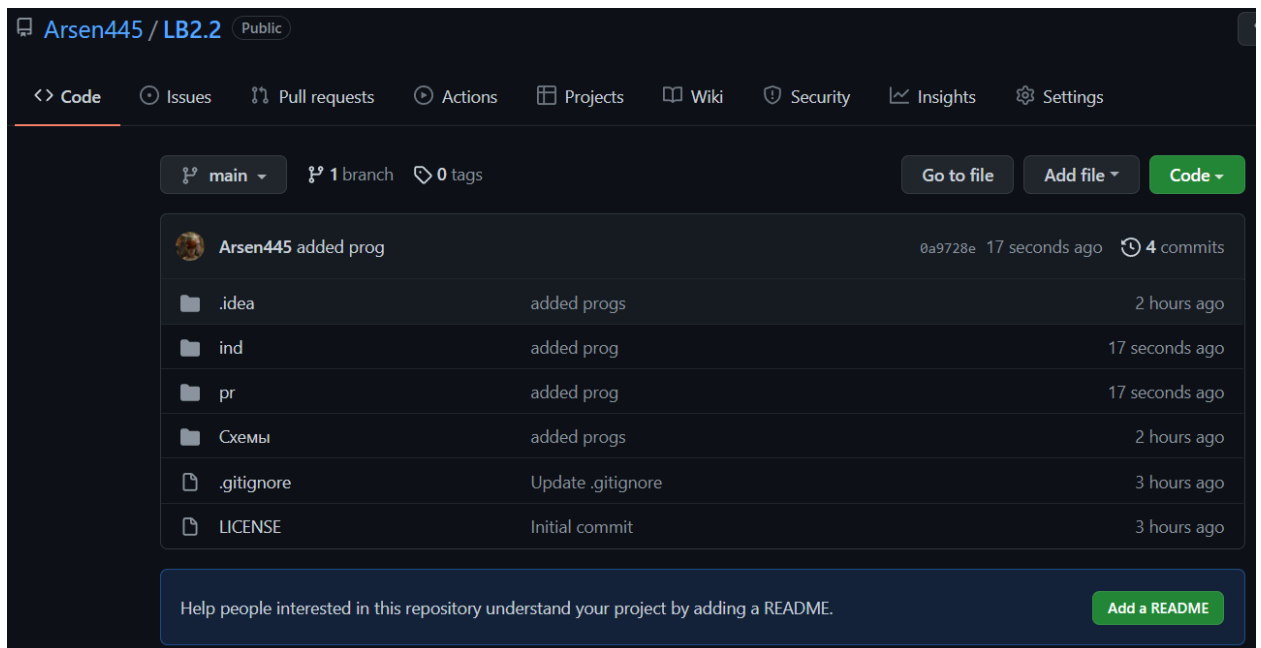 Arsen445 / LB2.2 Public
Code Issues Pull requests Actions Projects Wiki Security Insights Settings
main 1 branch 0 tags Go to file Add file Code
Arsen445 added prog 0a9728e 17 seconds ago 4 commits
.idea added progs 2 hours ago
ind added prog 17 seconds ago
pr added prog 17 seconds ago
Схемы added progs 2 hours ago
.gitignore Update .gitignore 3 hours ago
LICENSE Initial commit 3 hours ago
Help people interested in this repository understand your project by adding a README. Add a README